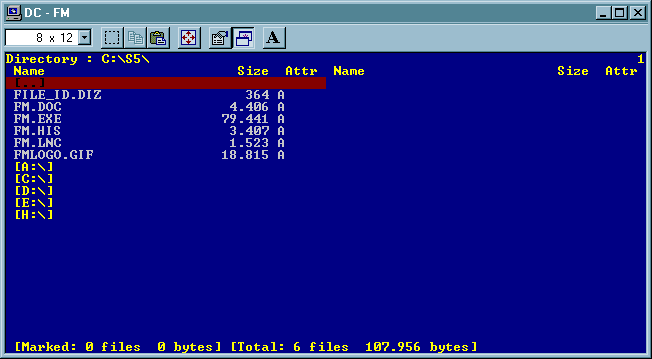 DC - FM
8 x 12 A
Directory : C:\S5\ 1
Name Size Attr Name Size Attr
[..]
FILE_ID.DIZ 364 A
FM.DOC 4.406 A
FM.EXE 79.441 A
FM.HIS 3.407 A
FM.LNC 1.523 A
FMLOGO.GIF 18.815 A
[A:\]
[C:\]
[D:\]
[E:\]
[H:\]
[Marked: 0 files 0 bytes] [Total: 6 files 107.956 bytes]